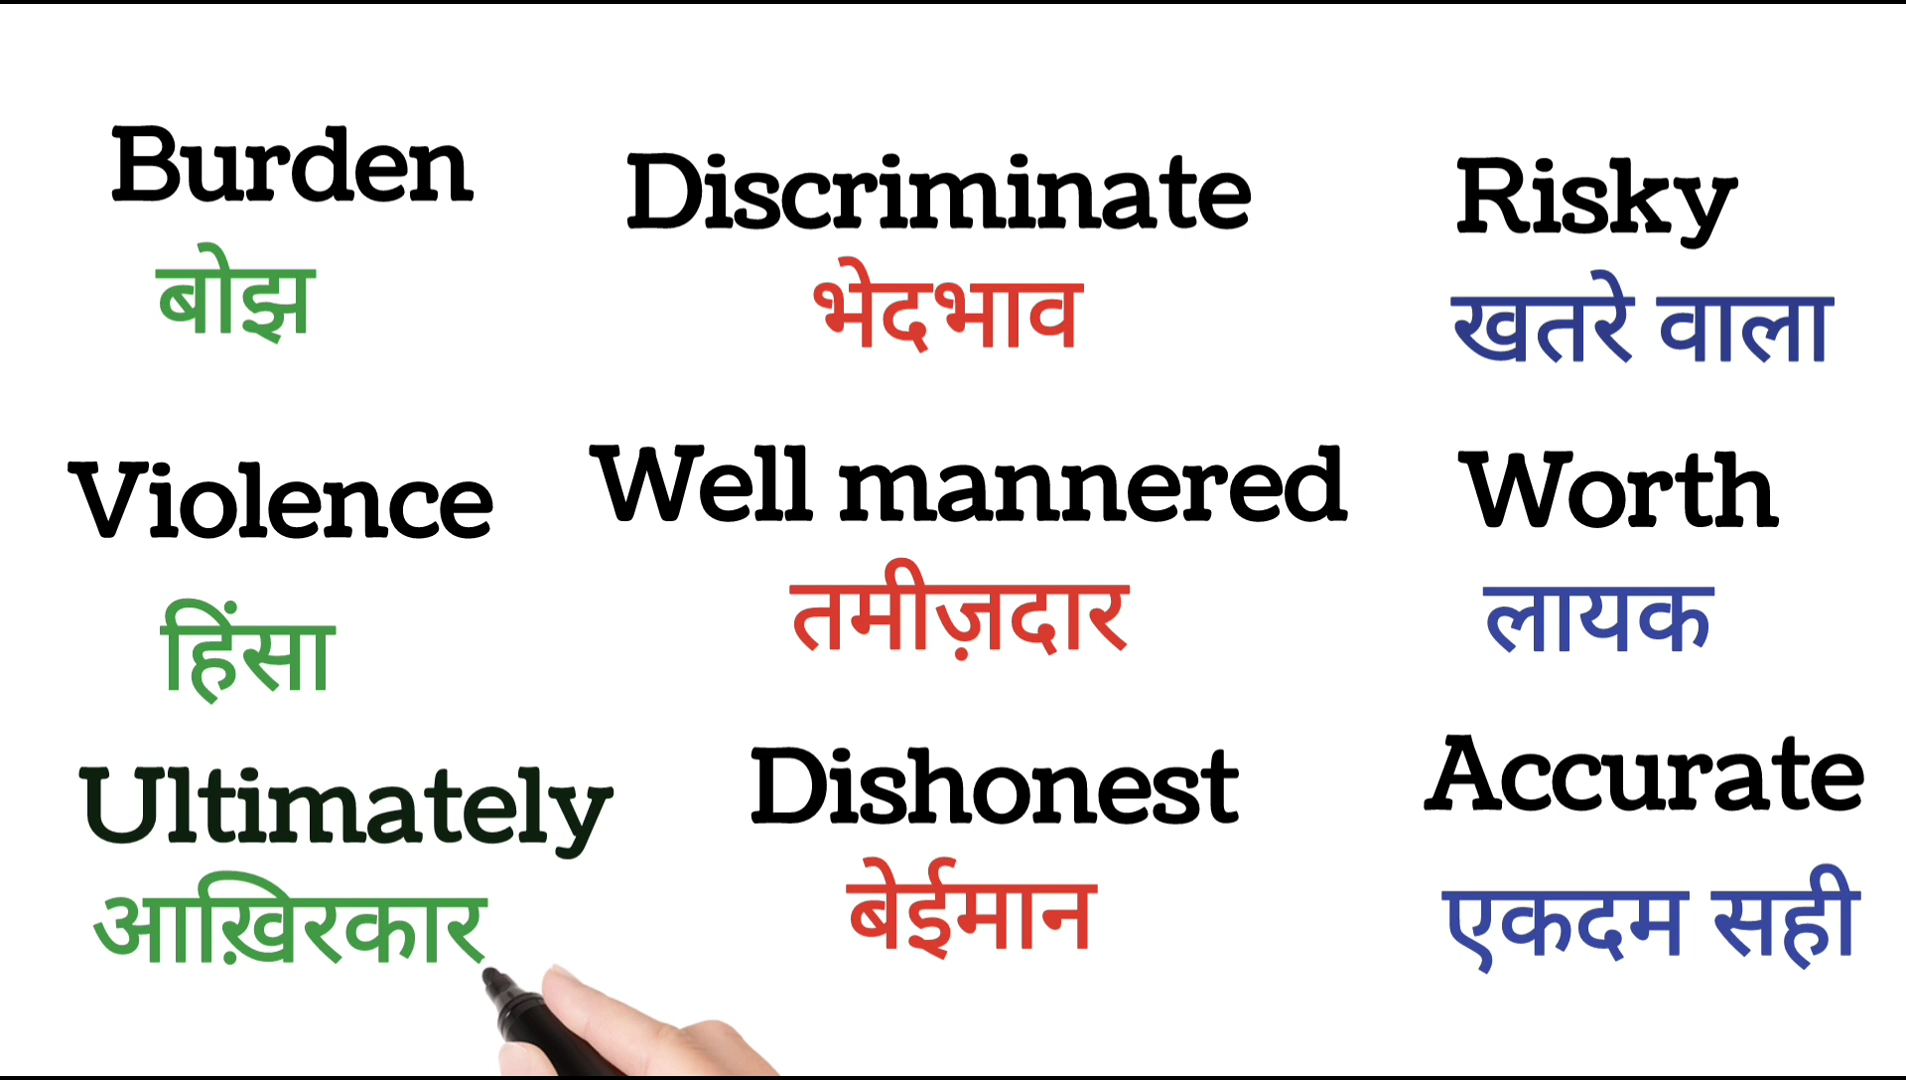 Burden
बोझ
Discriminate
भेदभाव
Risky
खतरे वाला
Violence
हिंसा
Well mannered
तमीज़दार
Worth
लायक
Ultimately
आख़िरकार
Dishonest
बेईमान
Accurate
एकदम सही